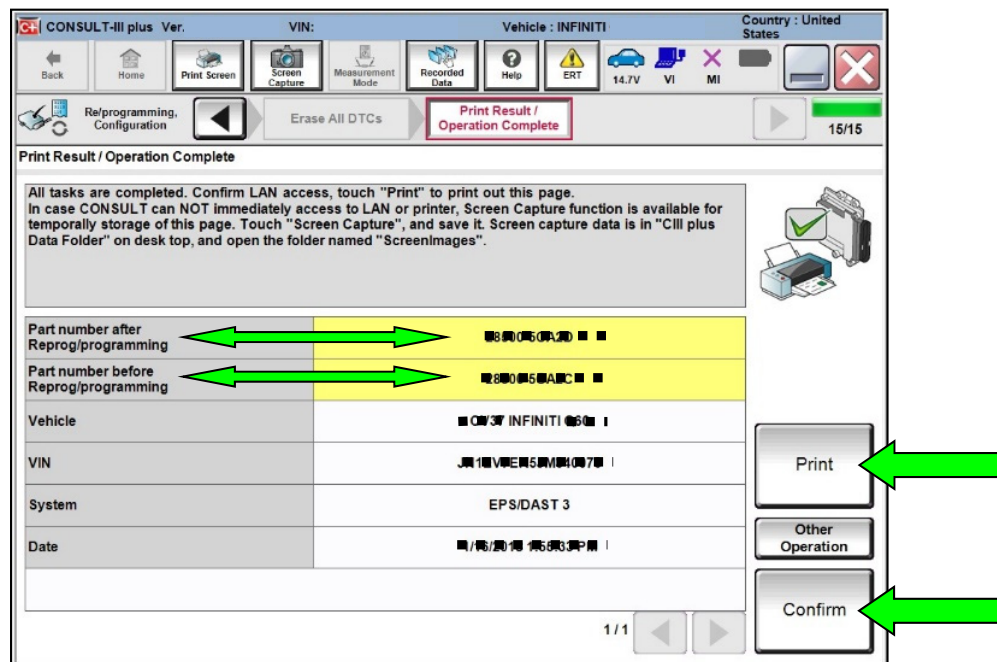 C+ CONSULT-III plus Ver. VIN: Vehicle : INFINITI Country : United States
Back Home Print Screen Screen Capture Measurement Mode Recorded Data Help ERT 14.7V VI MI
Re/programming, Configuration Erase All DTCs Print Result / Operation Complete 15/15
Print Result / Operation Complete
All tasks are completed. Confirm LAN access, touch "Print" to print out this page.
In case CONSULT can NOT immediately access to LAN or printer, Screen Capture function is available for
temporally storage of this page. Touch "Screen Capture", and save it. Screen capture data is in "CIII plus
Data Folder" on desk top, and open the folder named "ScreenImages".
Part number after
Reprog/programming
Part number before
Reprog/programming
Vehicle INFINITI
VIN
Print
System EPS/DAST 3
Other
Operation
Date
Confirm
1/1